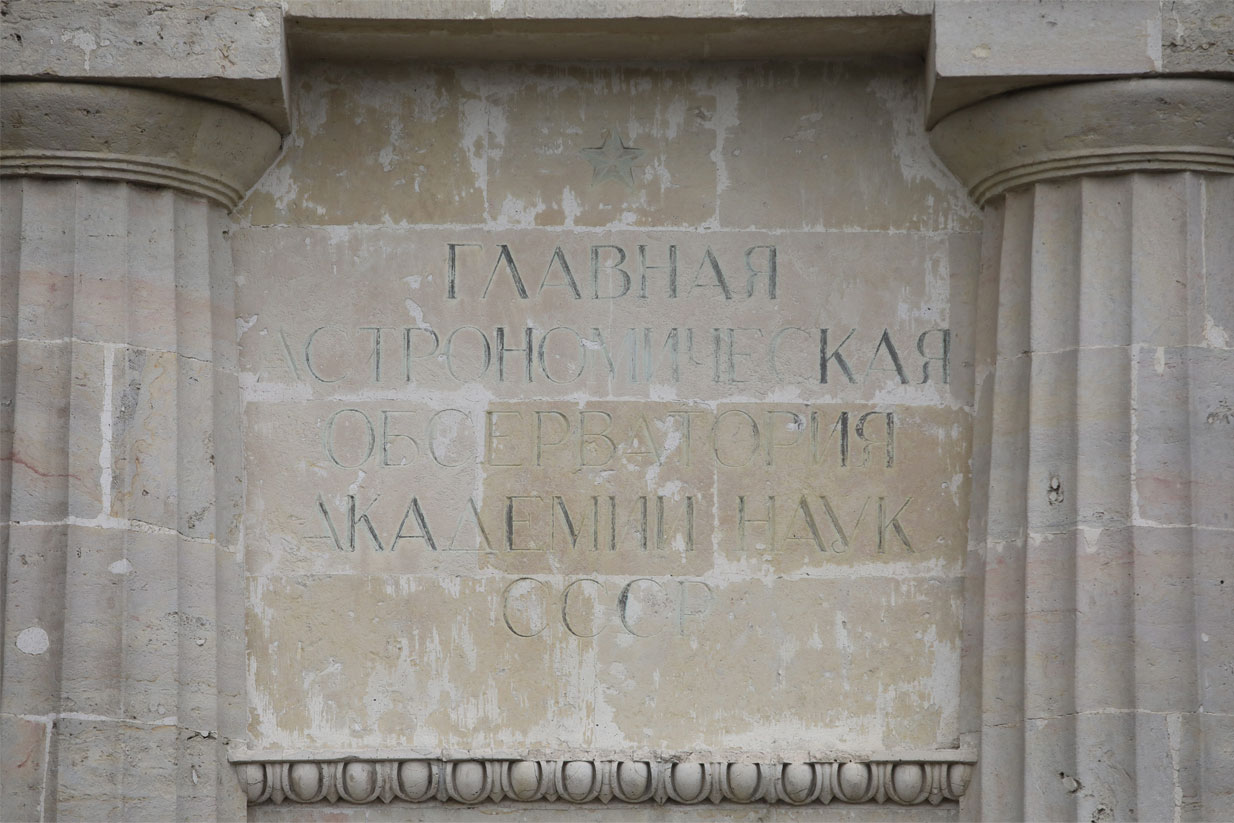 ГЛАВНАЯ
АСТРОНОМИЧЕСКАЯ
ОБСЕРВАТОРИЯ
АКАДЕМИИ НАУК
СССР